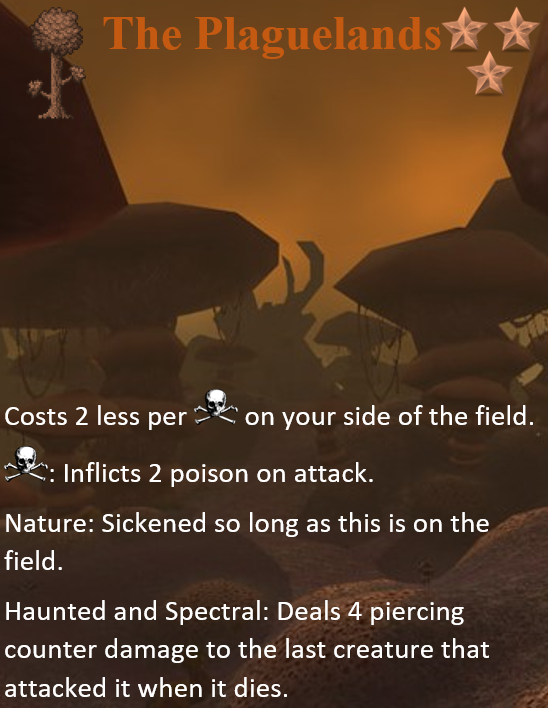 The Plaguelands
Costs 2 less per on your side of the field.
: Inflicts 2 poison on attack.
Nature: Sickened so long as this is on the
field.
Haunted and Spectral: Deals 4 piercing
counter damage to the last creature that
attacked it when it dies.